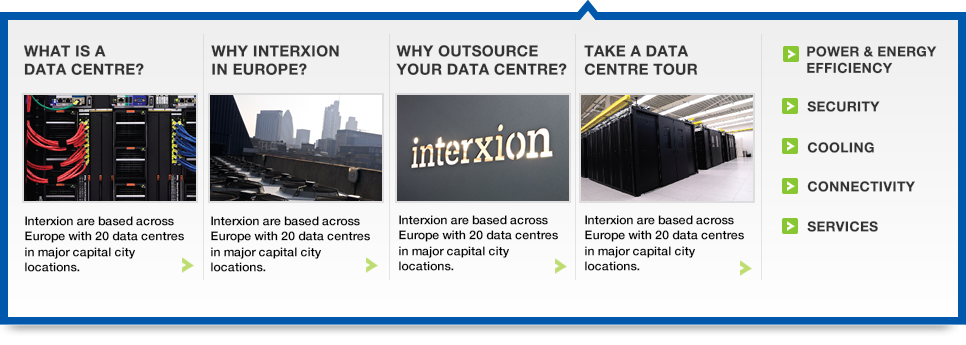 WHAT IS A
DATA CENTRE?
Interxion are based across
Europe with 20 data centres
in major capital city
locations.
WHY INTERXION
IN EUROPE?
Interxion are based across
Europe with 20 data centres
in major capital city
locations.
WHY OUTSOURCE
YOUR DATA CENTRE?
interxion
Interxion are based across
Europe with 20 data centres
in major capital city
locations.
TAKE A DATA
CENTRE TOUR
Interxion are based across
Europe with 20 data centres
in major capital city
locations.
POWER & ENERGY
EFFICIENCY
SECURITY
COOLING
CONNECTIVITY
SERVICES